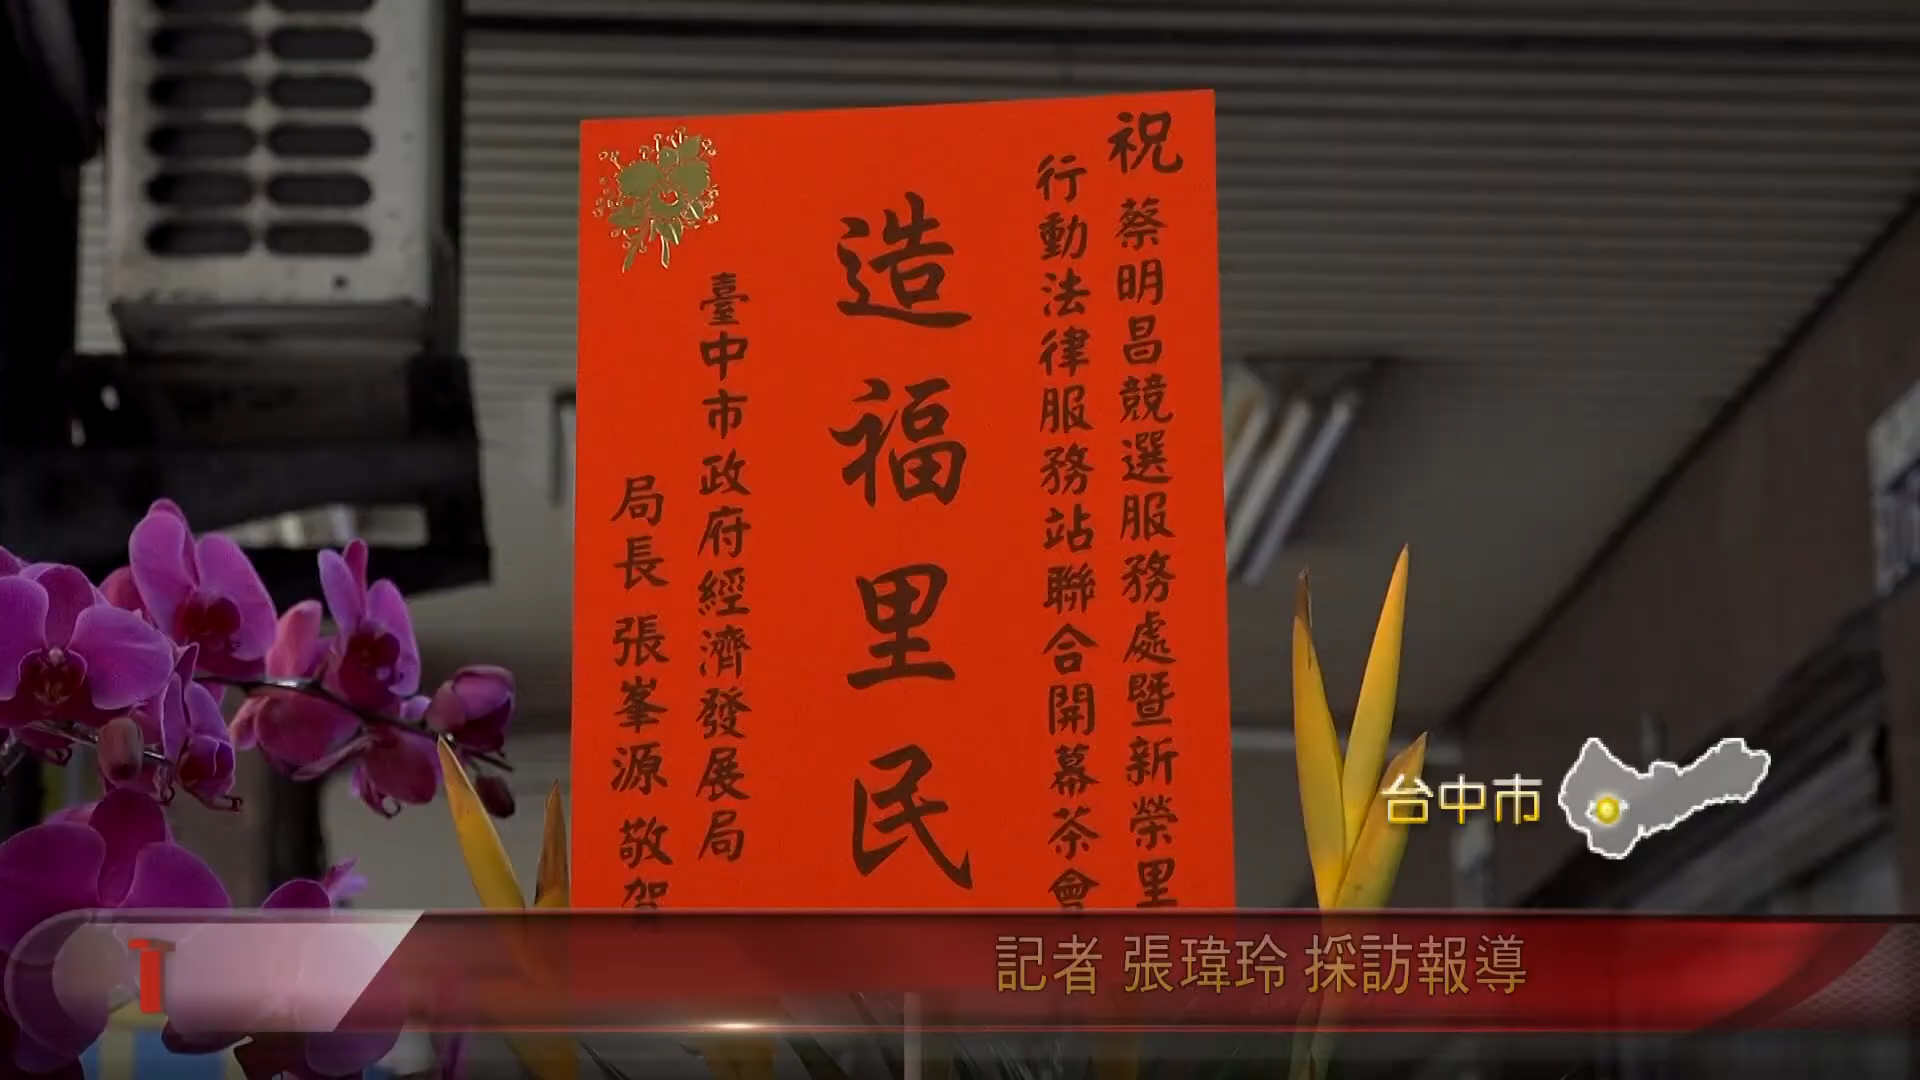 祝 蔡明昌競選服務處暨新榮里
行動法律服務站聯合開幕茶會
造福里民
臺中市政府經濟發展局
局長 張峯源 敬賀
台中市
記者 張瑋玲 採訪報導
T